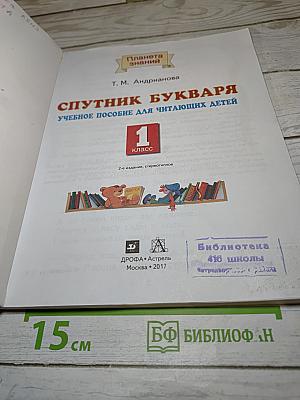 Планета знаний
Т. М. Андрианова
СПУТНИК БУКВАРЯ
УЧЕБНОЕ ПОСОБИЕ ДЛЯ ЧИТАЮЩИХ ДЕТЕЙ
1
класс
2-е издание, стереотипное
ДРОФА • Астрель
Москва • 2017
Библиотека
416 школы
15 см
БФ БИБЛИОФАН